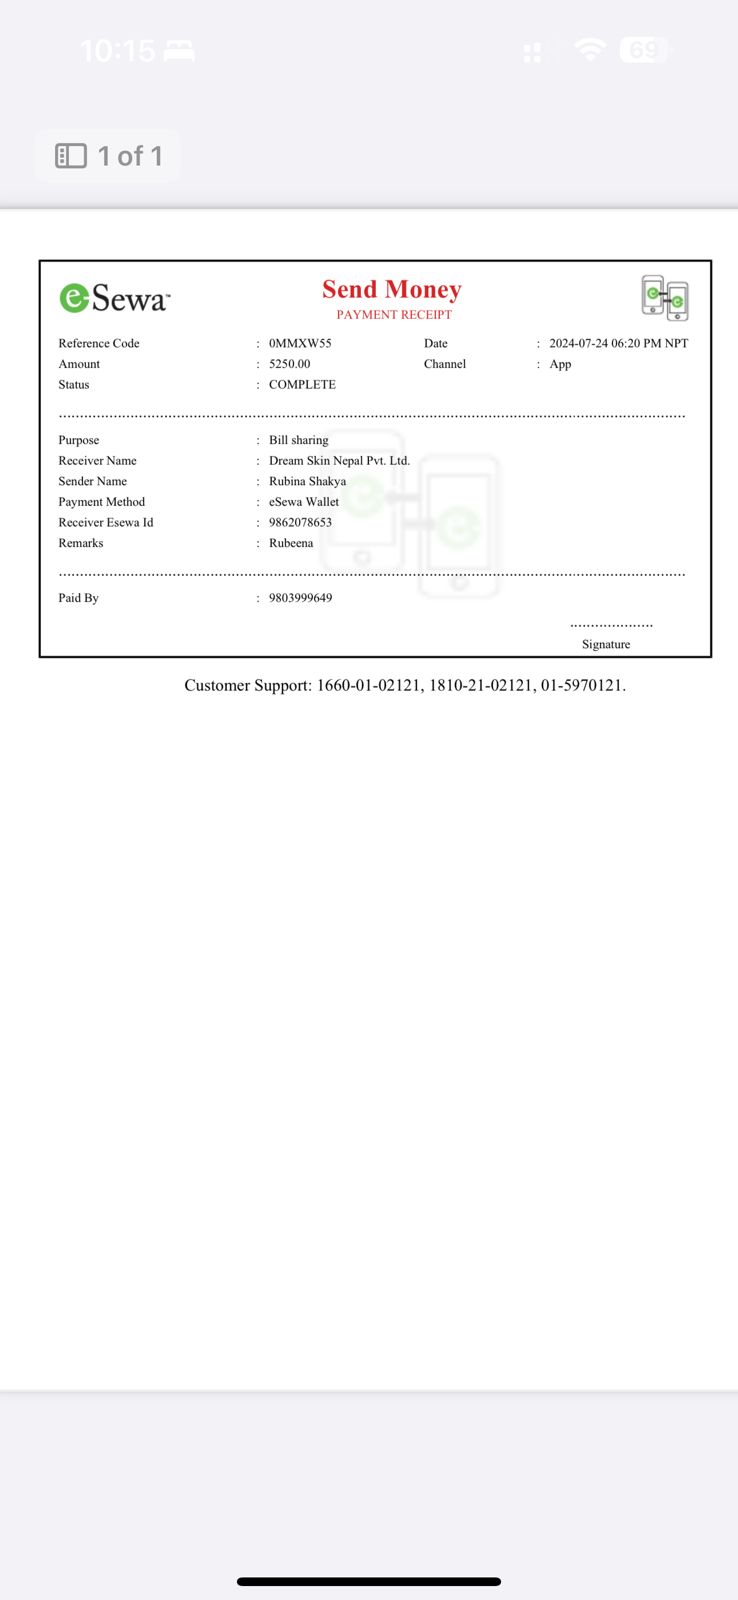 10:15
69
1 of 1
eSewa™
Send Money
PAYMENT RECEIPT
Reference Code : 0MMXW55 Date : 2024-07-24 06:20 PM NPT
Amount : 5250.00 Channel : App
Status : COMPLETE
Purpose : Bill sharing
Receiver Name : Dream Skin Nepal Pvt. Ltd.
Sender Name : Rubina Shakya
Payment Method : eSewa Wallet
Receiver Esewa Id : 9862078653
Remarks : Rubeena
Paid By : 9803999649
Signature
Customer Support: 1660-01-02121, 1810-21-02121, 01-5970121.